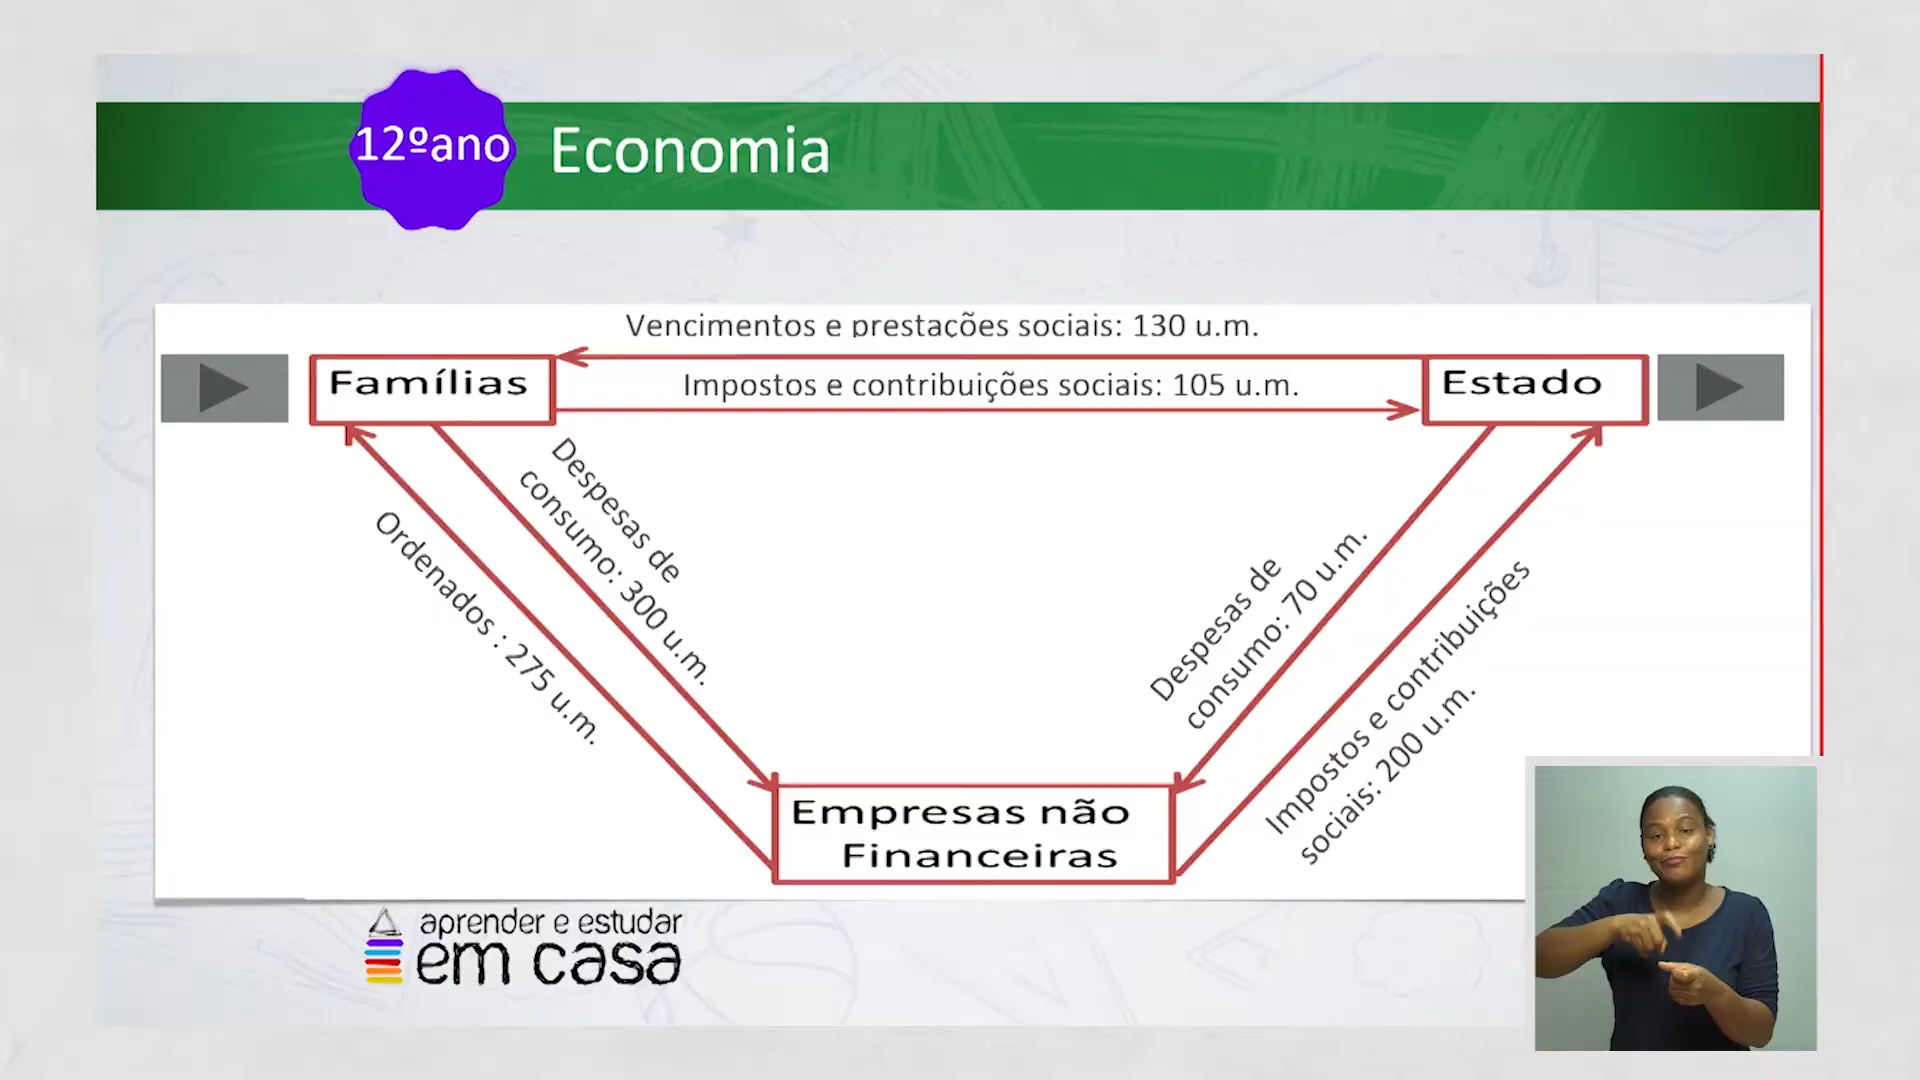 12ºano
Economia
Vencimentos e prestações sociais: 130 u.m.
Famílias
Impostos e contribuições sociais: 105 u.m.
Estado
Despesas de
consumo: 300 u.m.
Ordenados : 275 u.m.
Despesas de
consumo: 70 u.m.
Impostos e contribuições
sociais: 200 u.m.
Empresas não
Financeiras
aprender e estudar
em casa